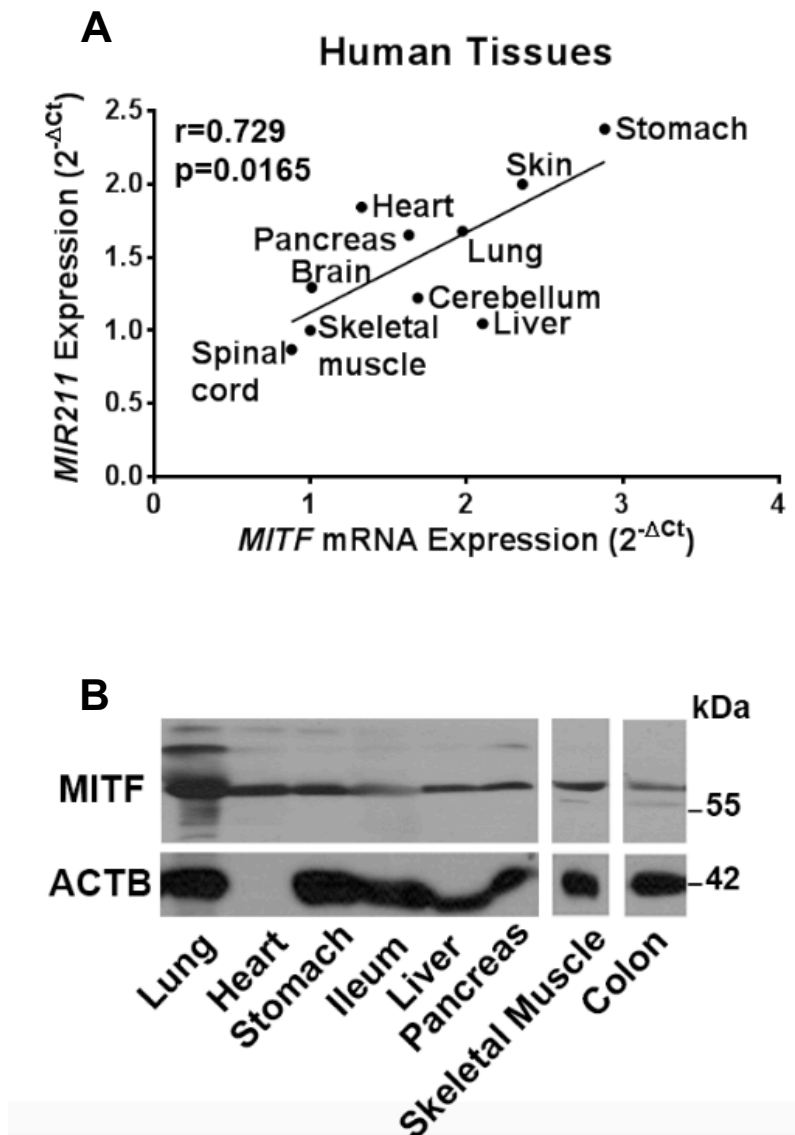 A
Human Tissues
r=0.729
p=0.0165
MIR211 Expression (2^-ΔCt)
2.5
2.0
1.5
1.0
0.5
0.0
Stomach
Skin
Heart
Pancreas
Lung
Brain
Cerebellum
Liver
Skeletal
muscle
Spinal
cord
0 1 2 3 4
MITF mRNA Expression (2^-ΔCt)
B
kDa
MITF
55
ACTB
42
Lung Heart Stomach Ileum Liver Pancreas Skeletal Muscle Colon